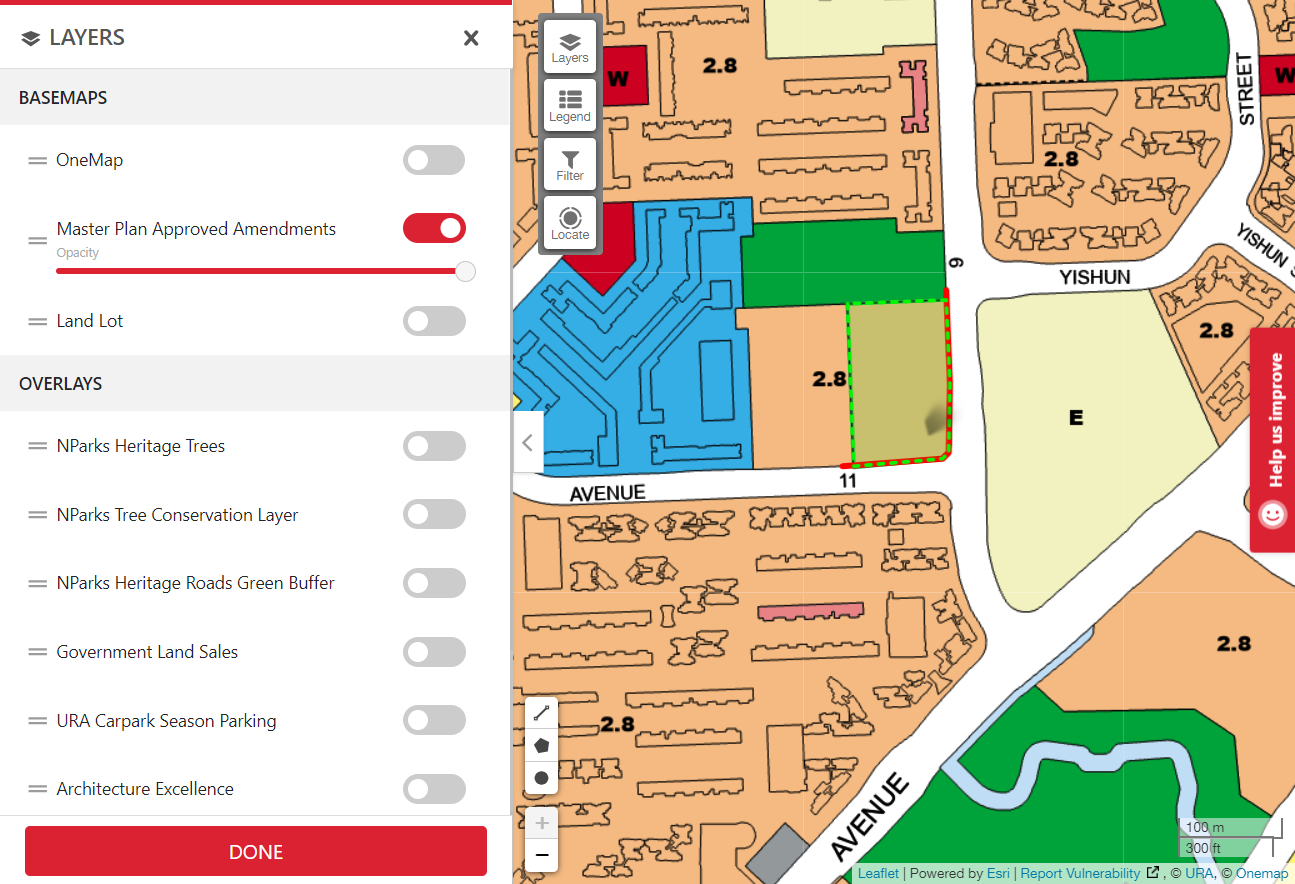 LAYERS
BASEMAPS
OneMap
Master Plan Approved Amendments
Opacity
Land Lot
OVERLAYS
NParks Heritage Trees
NParks Tree Conservation Layer
NParks Heritage Roads Green Buffer
Government Land Sales
URA Carpark Season Parking
Architecture Excellence
DONE
Layers
Legend
Filter
Locate
W
2.8
STREET
W
2.8
YISHUN
9
YISHUN
2.8
2.8
E
Help us improve
AVENUE
11
2.8
2.8
AVENUE
+
−
100 m
300 ft
Leaflet | Powered by Esri | Report Vulnerability , © URA, © Onemap